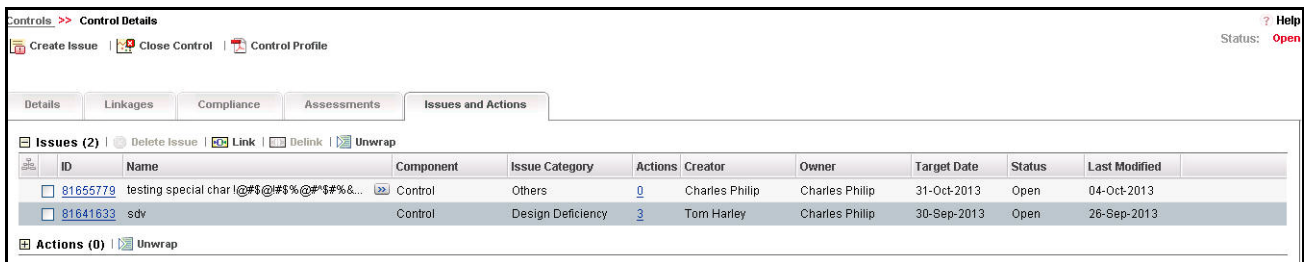 Controls >> Control Details
? Help
Create Issue | Close Control | Control Profile
Status: Open
Details Linkages Compliance Assessments Issues and Actions
Issues (2) | Delete Issue | Link | Delink | Unwrap
ID Name Component Issue Category Actions Creator Owner Target Date Status Last Modified
81655779 testing special char !@#$@!#$%@#^$#%&... >> Control Others 0 Charles Philip Charles Philip 31-Oct-2013 Open 04-Oct-2013
81641633 sdv Control Design Deficiency 3 Tom Harley Charles Philip 30-Sep-2013 Open 26-Sep-2013
Actions (0) | Unwrap